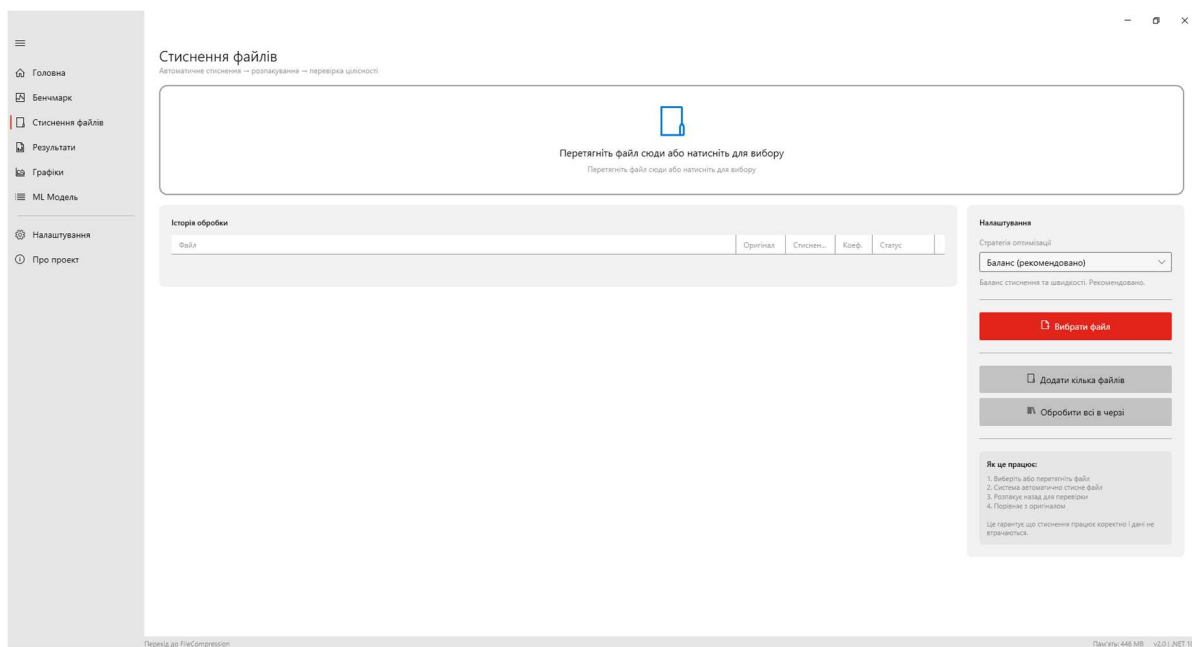 Головна
Бенчмарк
Стиснення файлів
Результати
Графіки
ML Модель
Налаштування
Про проект
Стиснення файлів
Автоматичне стиснення → розпакування → перевірка цілісності
Перетягніть файл сюди або натисніть для вибору
Перетягніть файл сюди або натисніть для вибору
Історія обробки
Файл Оригінал Стиснен... Коеф. Статус
Налаштування
Стратегія оптимізації
Баланс (рекомендовано)
Баланс стиснення та швидкості. Рекомендовано.
Вибрати файл
Додати кілька файлів
Обробити всі в черзі
Як це працює:
1. Виберіть або перетягніть файл
2. Система автоматично стисне файл
3. Розпакує назад для перевірки
4. Порівняє з оригіналом
Це гарантує що стиснення працює коректно і дані не
втрачаються.
Перехід до FileCompression
Пам'ять: 446 MB v2.0 | .NET 10